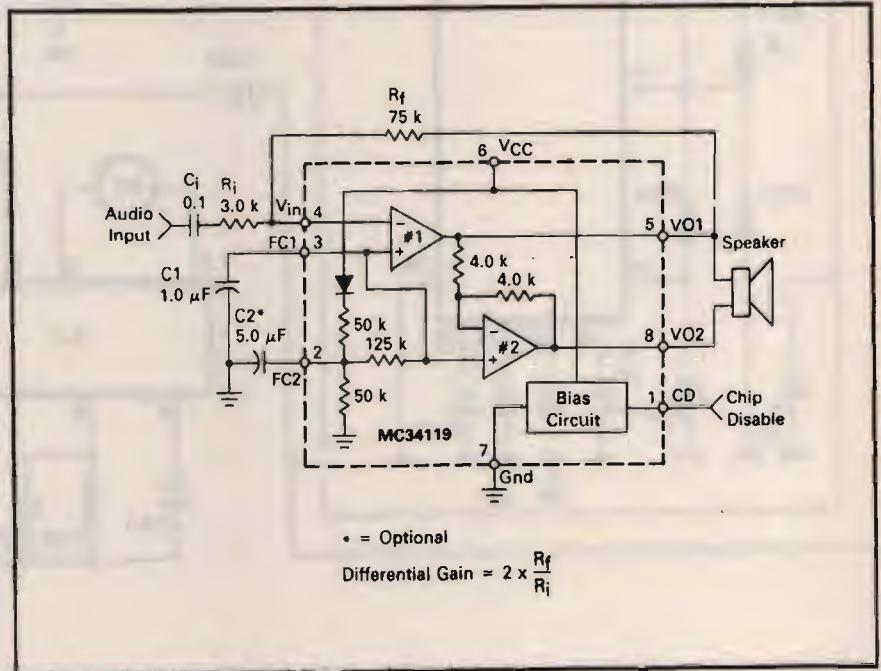 Rf
75 k
6 VCC
Ci
0.1
Ri
3.0 k
Vin
4
Audio
Input
FC1
3
−
#1
+
5
VO1
Speaker
4.0 k
4.0 k
C1
1.0 μF
C2*
5.0 μF
50 k
125 k
2
FC2
−
#2
+
8
VO2
50 k
Bias
Circuit
1
CD
Chip
Disable
MC34119
7
Gnd
* = Optional
Differential Gain = 2 x Rf/Ri